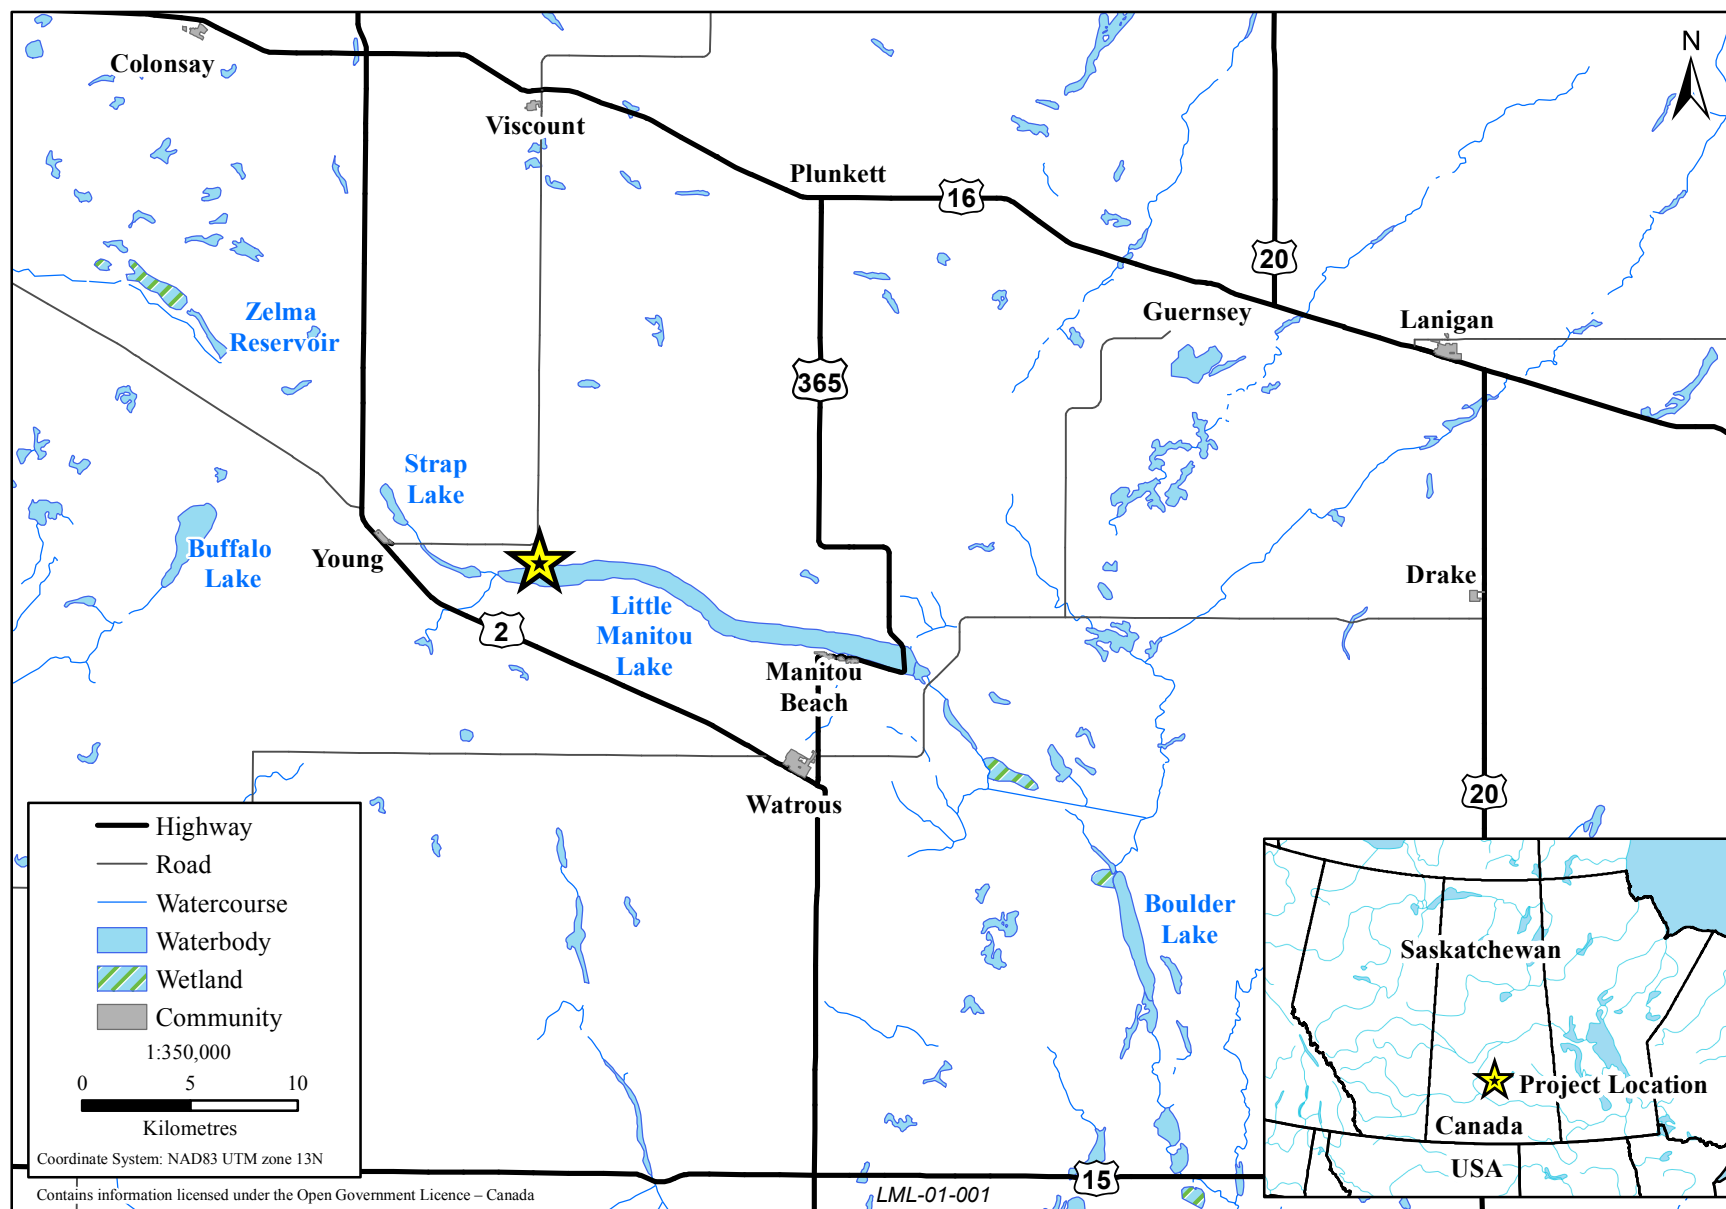 Colonsay
N
Viscount
Plunkett
16
20
Zelma
Reservoir
Guernsey
Lanigan
365
Strap
Lake
Buffalo
Lake
Young
Drake
2
Little
Manitou
Lake
Manitou
Beach
Watrous
20
Highway
Road
Watercourse
Waterbody
Wetland
Community
1:350,000
0 5 10
Kilometres
Coordinate System: NAD83 UTM zone 13N
Boulder
Lake
Saskatchewan
Project Location
Canada
USA
15
Contains information licensed under the Open Government Licence – Canada
LML-01-001